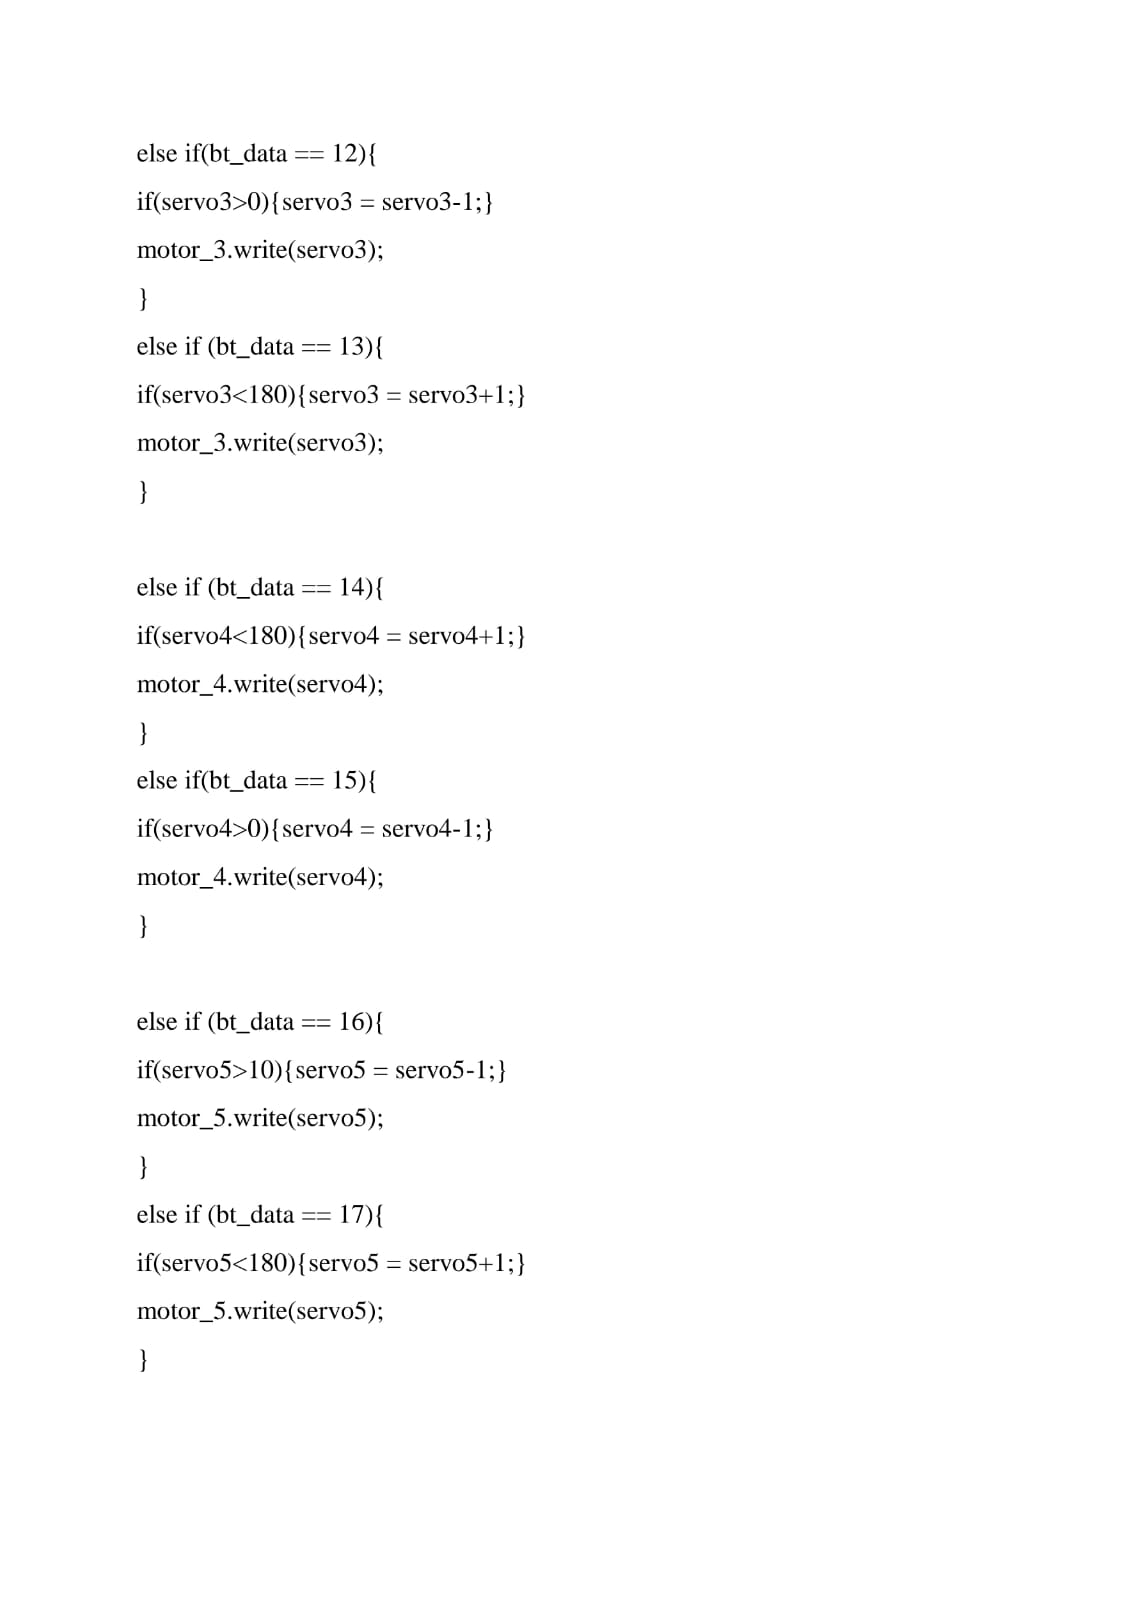 else if(bt_data == 12){
if(servo3>0){servo3 = servo3-1;}
motor_3.write(servo3);
}
else if (bt_data == 13){
if(servo3<180){servo3 = servo3+1;}
motor_3.write(servo3);
}
else if (bt_data == 14){
if(servo4<180){servo4 = servo4+1;}
motor_4.write(servo4);
}
else if(bt_data == 15){
if(servo4>0){servo4 = servo4-1;}
motor_4.write(servo4);
}
else if (bt_data == 16){
if(servo5>10){servo5 = servo5-1;}
motor_5.write(servo5);
}
else if (bt_data == 17){
if(servo5<180){servo5 = servo5+1;}
motor_5.write(servo5);
}